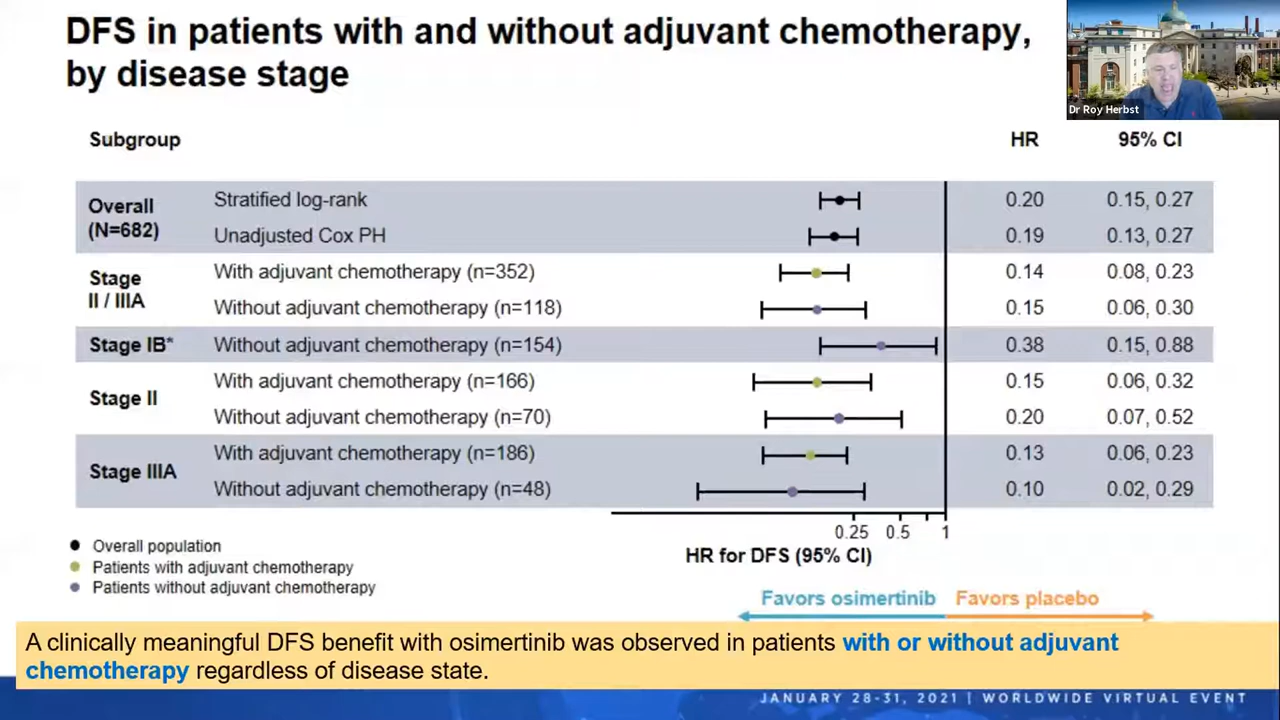 DFS in patients with and without adjuvant chemotherapy,
by disease stage
Dr Roy Herbst
Subgroup HR 95% CI
Overall
(N=682)
Stratified log-rank 0.20 0.15, 0.27
Unadjusted Cox PH 0.19 0.13, 0.27
Stage
II / IIIA
With adjuvant chemotherapy (n=352) 0.14 0.08, 0.23
Without adjuvant chemotherapy (n=118) 0.15 0.06, 0.30
Stage IB* Without adjuvant chemotherapy (n=154) 0.38 0.15, 0.88
Stage II
With adjuvant chemotherapy (n=166) 0.15 0.06, 0.32
Without adjuvant chemotherapy (n=70) 0.20 0.07, 0.52
Stage IIIA
With adjuvant chemotherapy (n=186) 0.13 0.06, 0.23
Without adjuvant chemotherapy (n=48) 0.10 0.02, 0.29
0.25 0.5 1
HR for DFS (95% CI)
Overall population
Patients with adjuvant chemotherapy
Patients without adjuvant chemotherapy
Favors osimertinib Favors placebo
A clinically meaningful DFS benefit with osimertinib was observed in patients with or without adjuvant
chemotherapy regardless of disease state.
JANUARY 28-31, 2021 | WORLDWIDE VIRTUAL EVENT